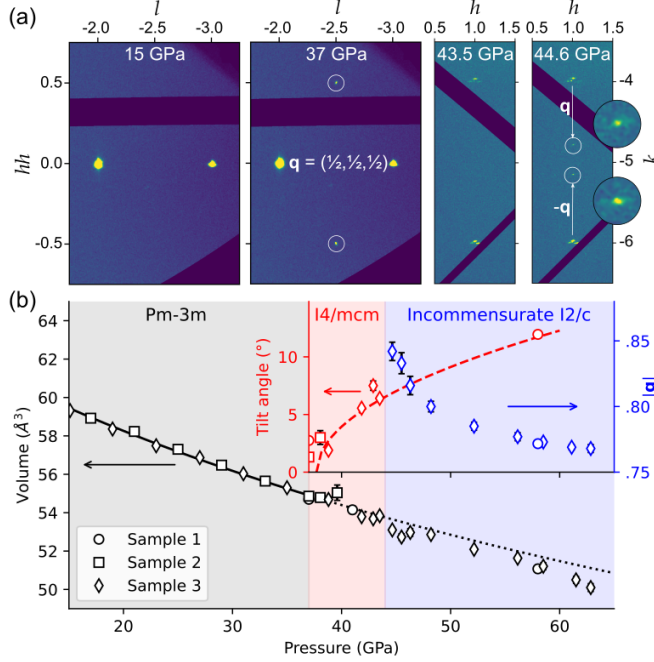 (a)
l
l
h
h
-2.0 -2.5 -3.0
-2.0 -2.5 -3.0
0.5 1.0 1.5
0.5 1.0 1.5
15 GPa
37 GPa
43.5 GPa
44.6 GPa
hh
0.5
0.0
-0.5
q = (½,½,½)
q
-q
-4
-5
-6
k
(b)
Pm-3m
I4/mcm
Incommensurate I2/c
Volume (Å³)
64
62
60
58
56
54
52
50
Tilt angle (°)
10
5
0
.85
.80
.75
|q|
Sample 1
Sample 2
Sample 3
20 30 40 50 60
Pressure (GPa)